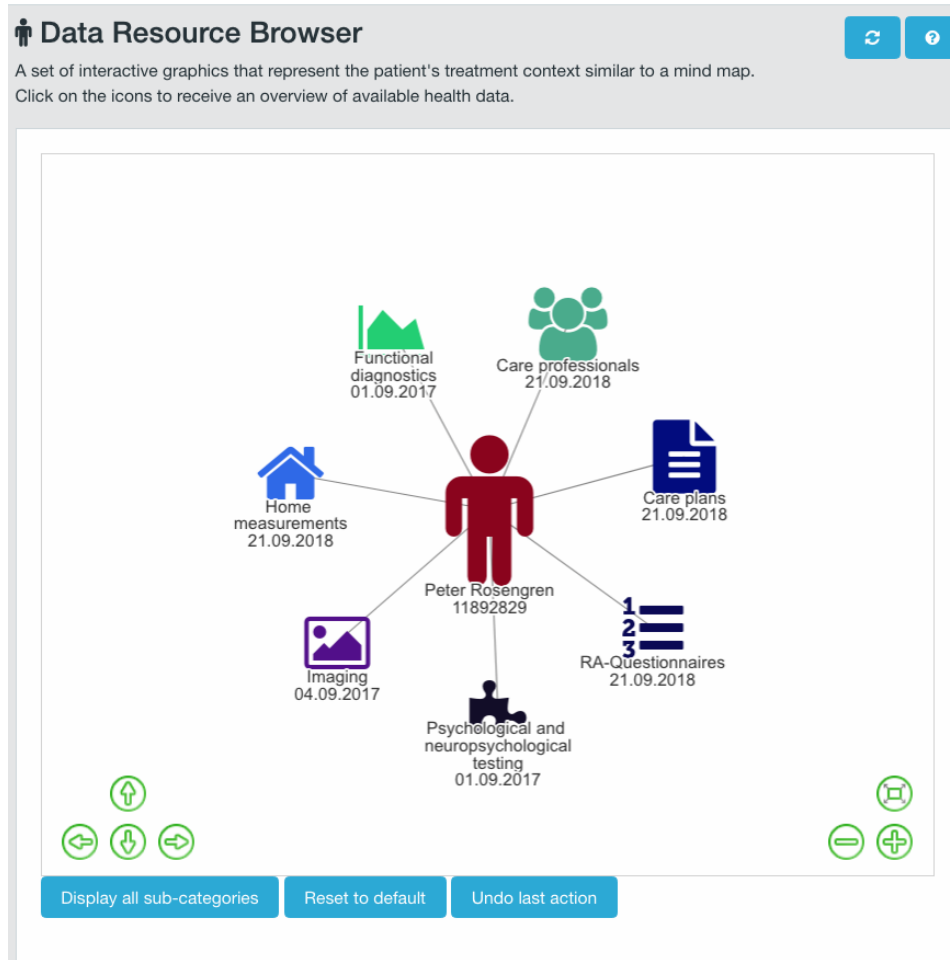 Data Resource Browser
A set of interactive graphics that represent the patient's treatment context similar to a mind map.
Click on the icons to receive an overview of available health data.
Functional
diagnostics
01.09.2017
Care professionals
21.09.2018
Home
measurements
21.09.2018
Care plans
21.09.2018
Peter Rosengren
11892829
Imaging
04.09.2017
1
2
3
RA-Questionnaires
21.09.2018
Psychological and
neuropsychological
testing
01.09.2017
Display all sub-categories
Reset to default
Undo last action